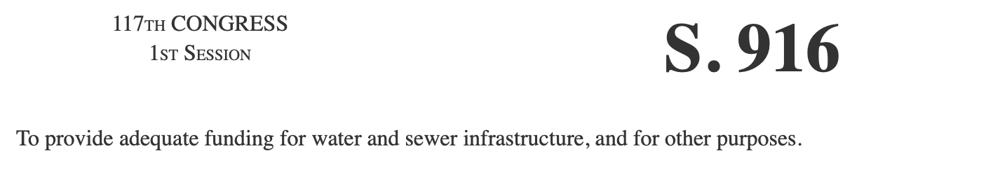 117TH CONGRESS
1ST SESSION
S. 916
To provide adequate funding for water and sewer infrastructure, and for other purposes.